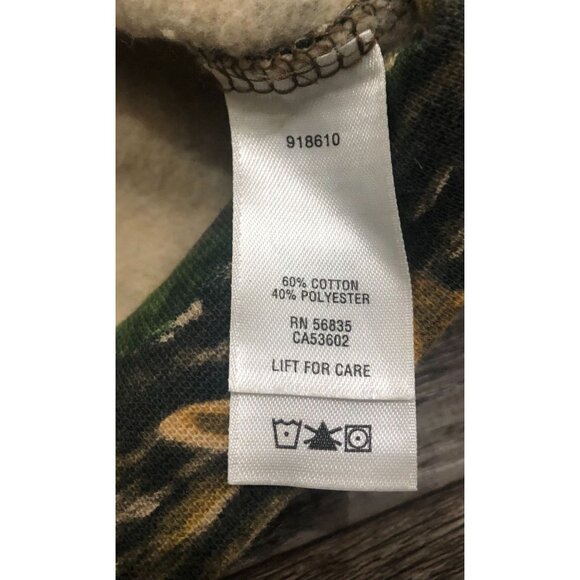 918610
60% COTTON
40% POLYESTER
RN 56835
CA53602
LIFT FOR CARE